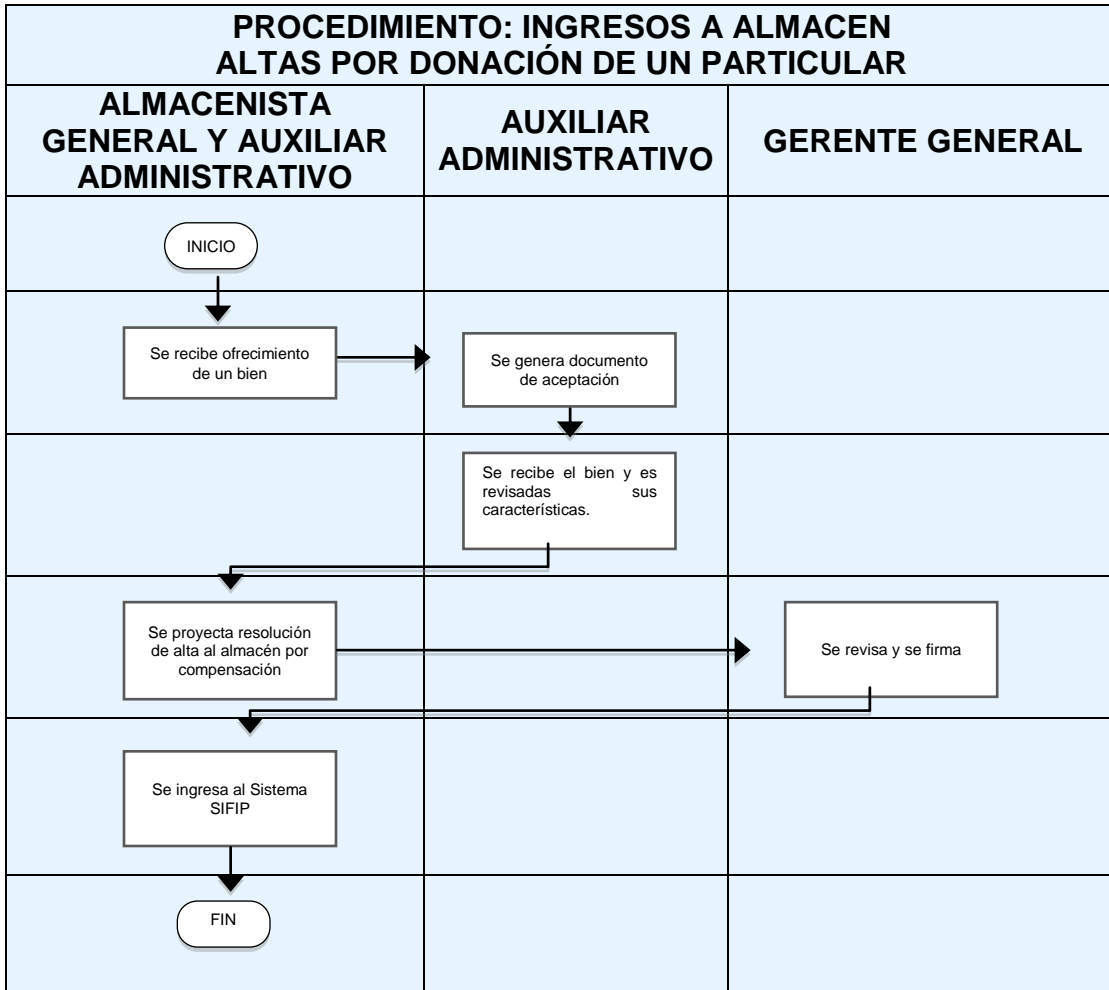 PROCEDIMIENTO: INGRESOS A ALMACEN
ALTAS POR DONACIÓN DE UN PARTICULAR
ALMACENISTA
GENERAL Y AUXILIAR
ADMINISTRATIVO
AUXILIAR
ADMINISTRATIVO
GERENTE GENERAL
INICIO
Se recibe ofrecimiento
de un bien
Se genera documento
de aceptación
Se recibe el bien y es
revisadas sus
características.
Se proyecta resolución
de alta al almacén por
compensación
Se revisa y se firma
Se ingresa al Sistema
SIFIP
FIN